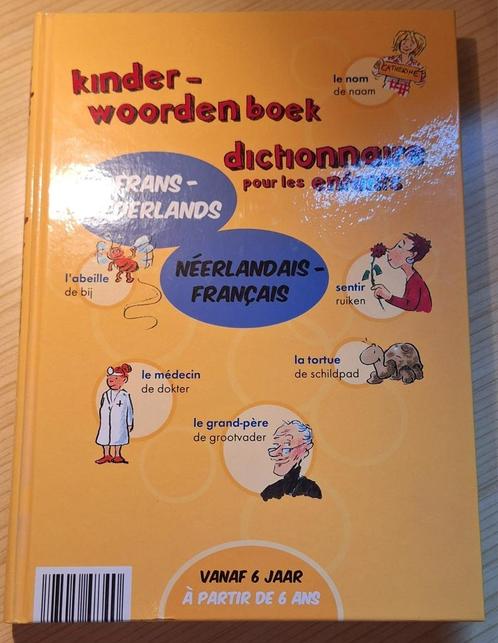 kinder-
woordenboek
dictionnaire
pour les enfants
le nom
de naam
CATHERINE
FRANS-
NÉERLANDAIS-
FRANÇAIS
l'abeille
de bij
sentir
ruiken
la tortue
de schildpad
le médecin
de dokter
le grand-père
de grootvader
VANAF 6 JAAR
À PARTIR DE 6 ANS